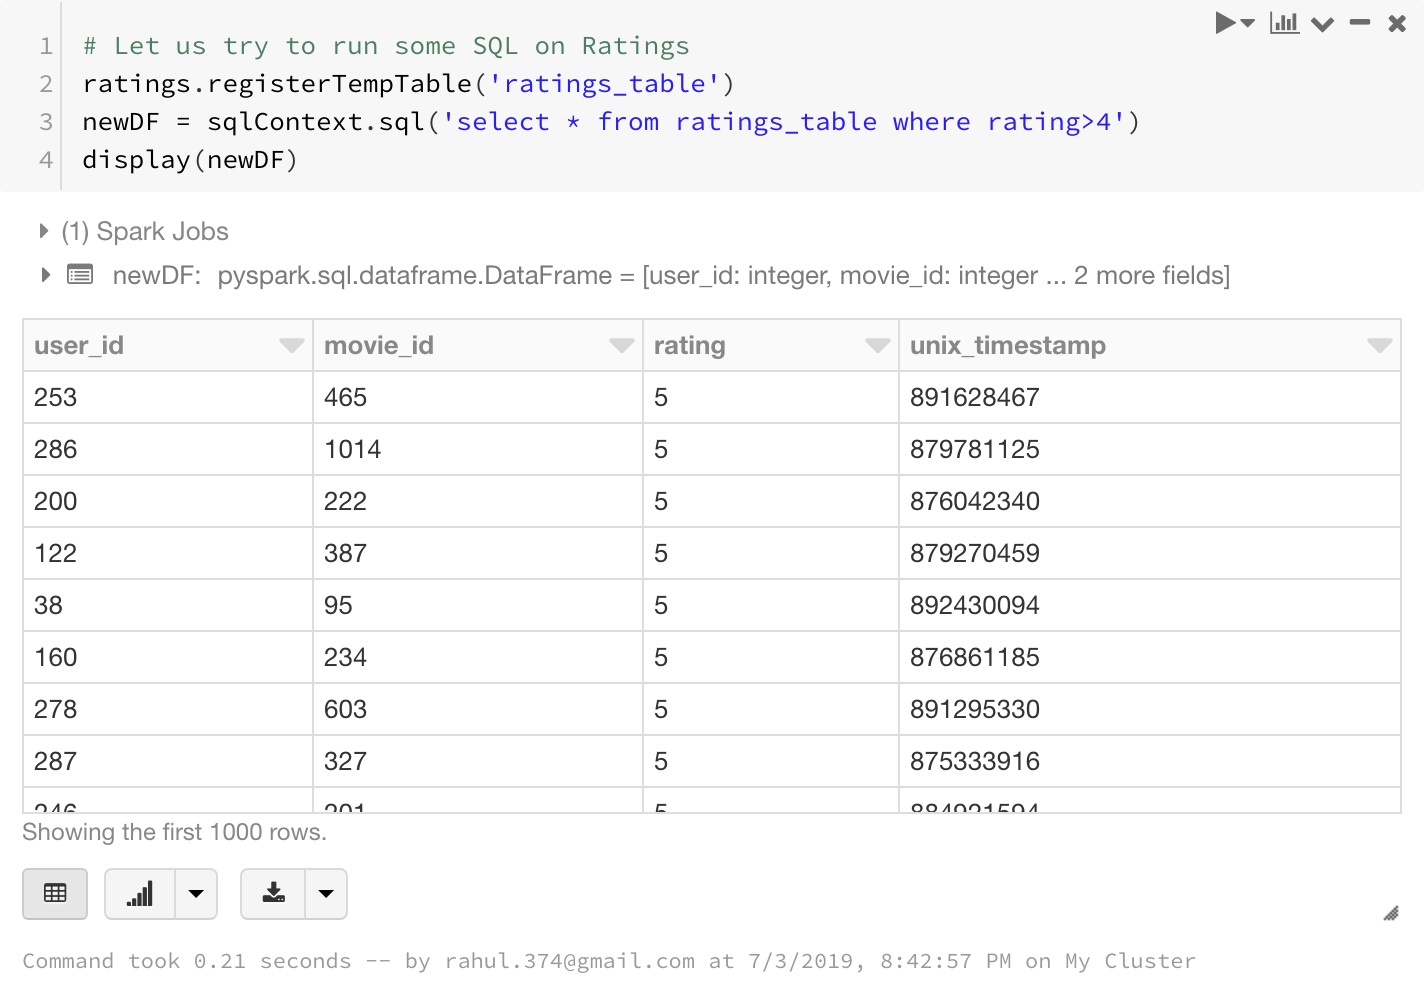 1 # Let us try to run some SQL on Ratings
2 ratings.registerTempTable('ratings_table')
3 newDF = sqlContext.sql('select * from ratings_table where rating>4')
4 display(newDF)
(1) Spark Jobs
newDF: pyspark.sql.dataframe.DataFrame = [user_id: integer, movie_id: integer ... 2 more fields]
user_id movie_id rating unix_timestamp
253 465 5 891628467
286 1014 5 879781125
200 222 5 876042340
122 387 5 879270459
38 95 5 892430094
160 234 5 876861185
278 603 5 891295330
287 327 5 875333916
246 201 5 884921594
Showing the first 1000 rows.
Command took 0.21 seconds -- by rahul.374@gmail.com at 7/3/2019, 8:42:57 PM on My Cluster